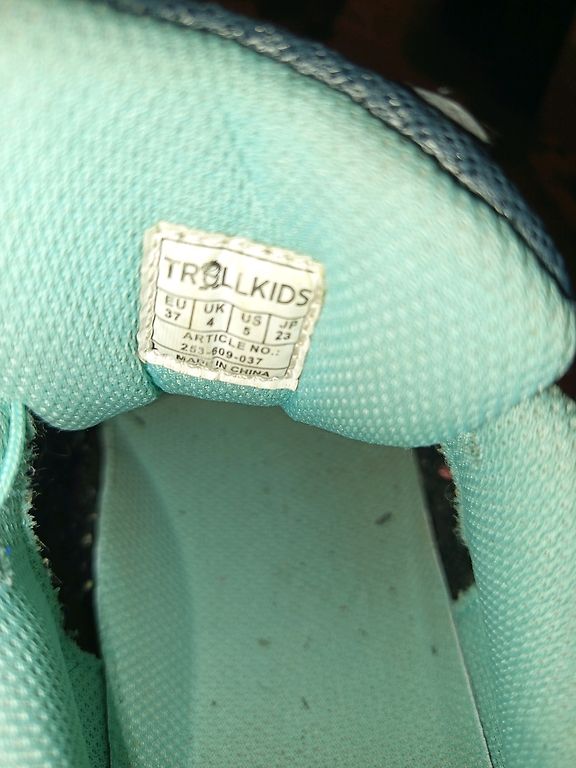 TROLLKIDS
EU UK US JP
37 4 5 23
ARTICLE NO.:
253-609-037
MADE IN CHINA